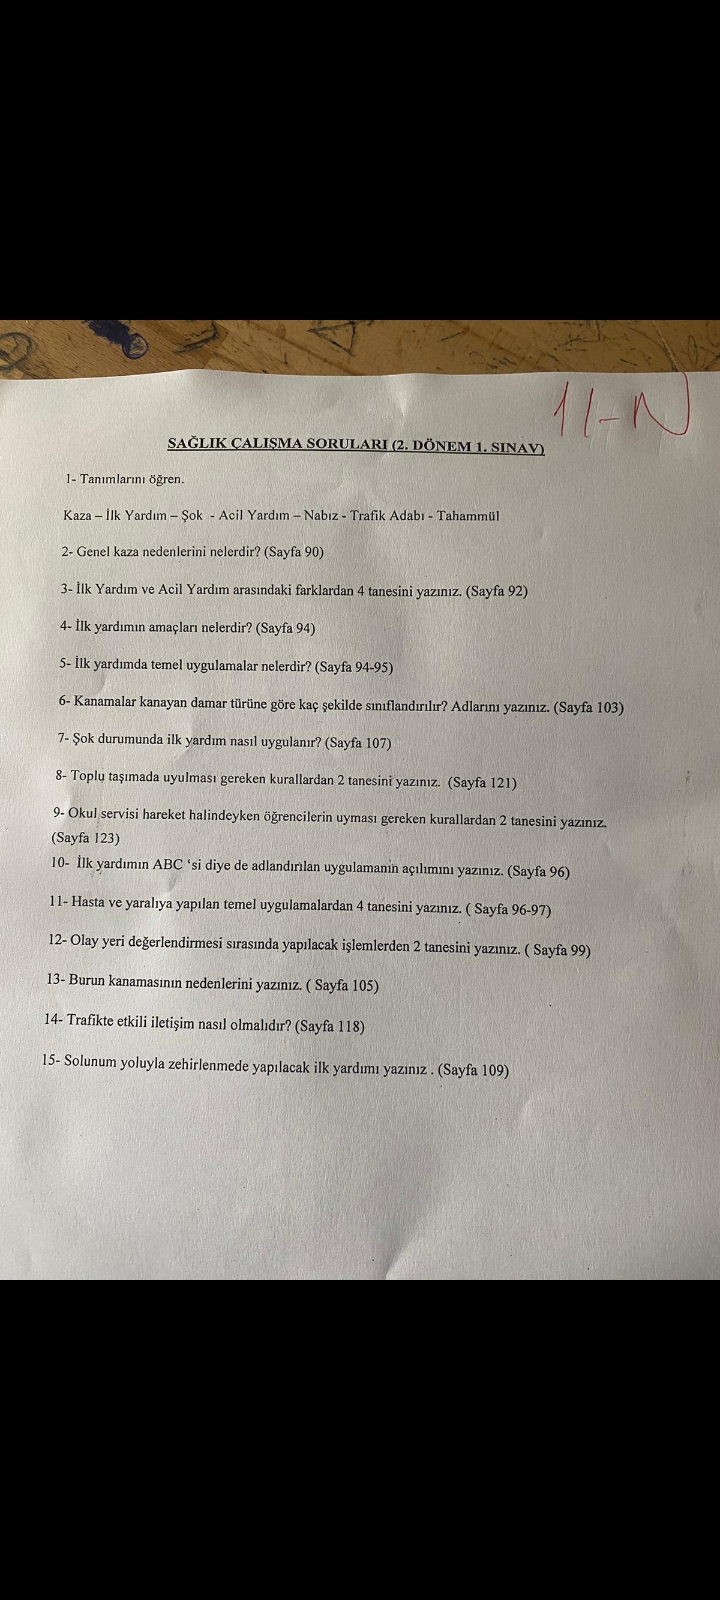 11-N
SAĞLIK ÇALIŞMA SORULARI (2. DÖNEM 1. SINAV)
1- Tanımlarını öğren.
Kaza – İlk Yardım – Şok - Acil Yardım – Nabız - Trafik Adabı - Tahammül
2- Genel kaza nedenlerini nelerdir? (Sayfa 90)
3- İlk Yardım ve Acil Yardım arasındaki farklardan 4 tanesini yazınız. (Sayfa 92)
4- İlk yardımın amaçları nelerdir? (Sayfa 94)
5- İlk yardımda temel uygulamalar nelerdir? (Sayfa 94-95)
6- Kanamalar kanayan damar türüne göre kaç şekilde sınıflandırılır? Adlarını yazınız. (Sayfa 103)
7- Şok durumunda ilk yardım nasıl uygulanır? (Sayfa 107)
8- Toplu taşımada uyulması gereken kurallardan 2 tanesini yazınız. (Sayfa 121)
9- Okul servisi hareket halindeyken öğrencilerin uyması gereken kurallardan 2 tanesini yazınız.
(Sayfa 123)
10- İlk yardımın ABC ‘si diye de adlandırılan uygulamanın açılımını yazınız. (Sayfa 96)
11- Hasta ve yaralıya yapılan temel uygulamalardan 4 tanesini yazınız. ( Sayfa 96-97)
12- Olay yeri değerlendirmesi sırasında yapılacak işlemlerden 2 tanesini yazınız. ( Sayfa 99)
13- Burun kanamasının nedenlerini yazınız. ( Sayfa 105)
14- Trafikte etkili iletişim nasıl olmalıdır? (Sayfa 118)
15- Solunum yoluyla zehirlenmede yapılacak ilk yardımı yazınız . (Sayfa 109)